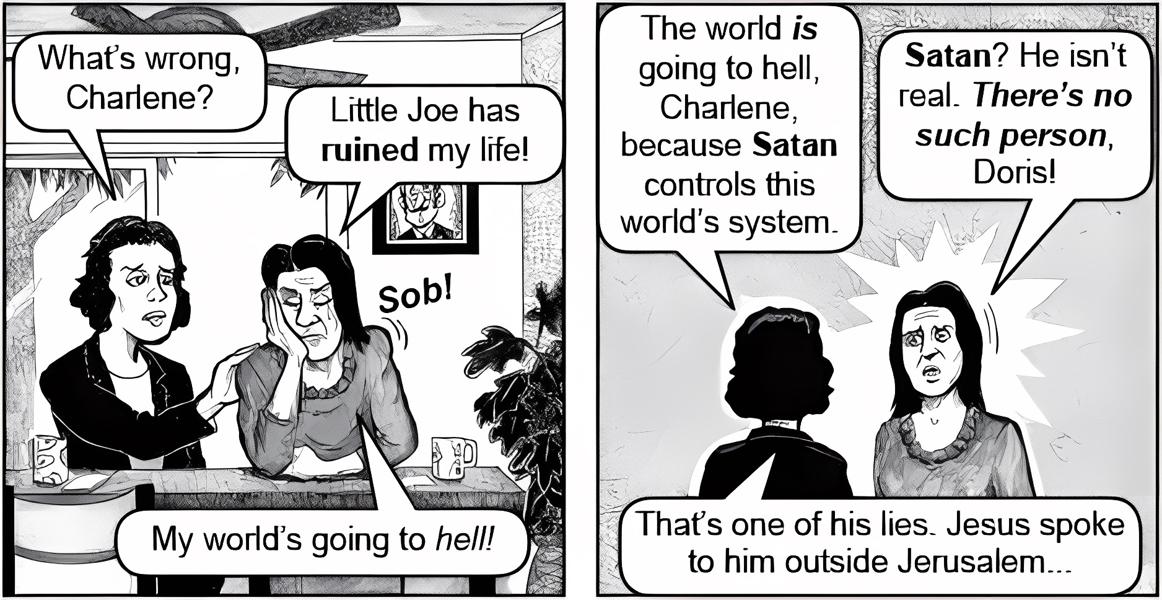 What's wrong,
Charlene?
Little Joe has
ruined my life!
Sob!
My world's going to hell!
The world is
going to hell,
Charlene,
because Satan
controls this
world's system.
Satan? He isn't
real. There's no
such person,
Doris!
That's one of his lies. Jesus spoke
to him outside Jerusalem...